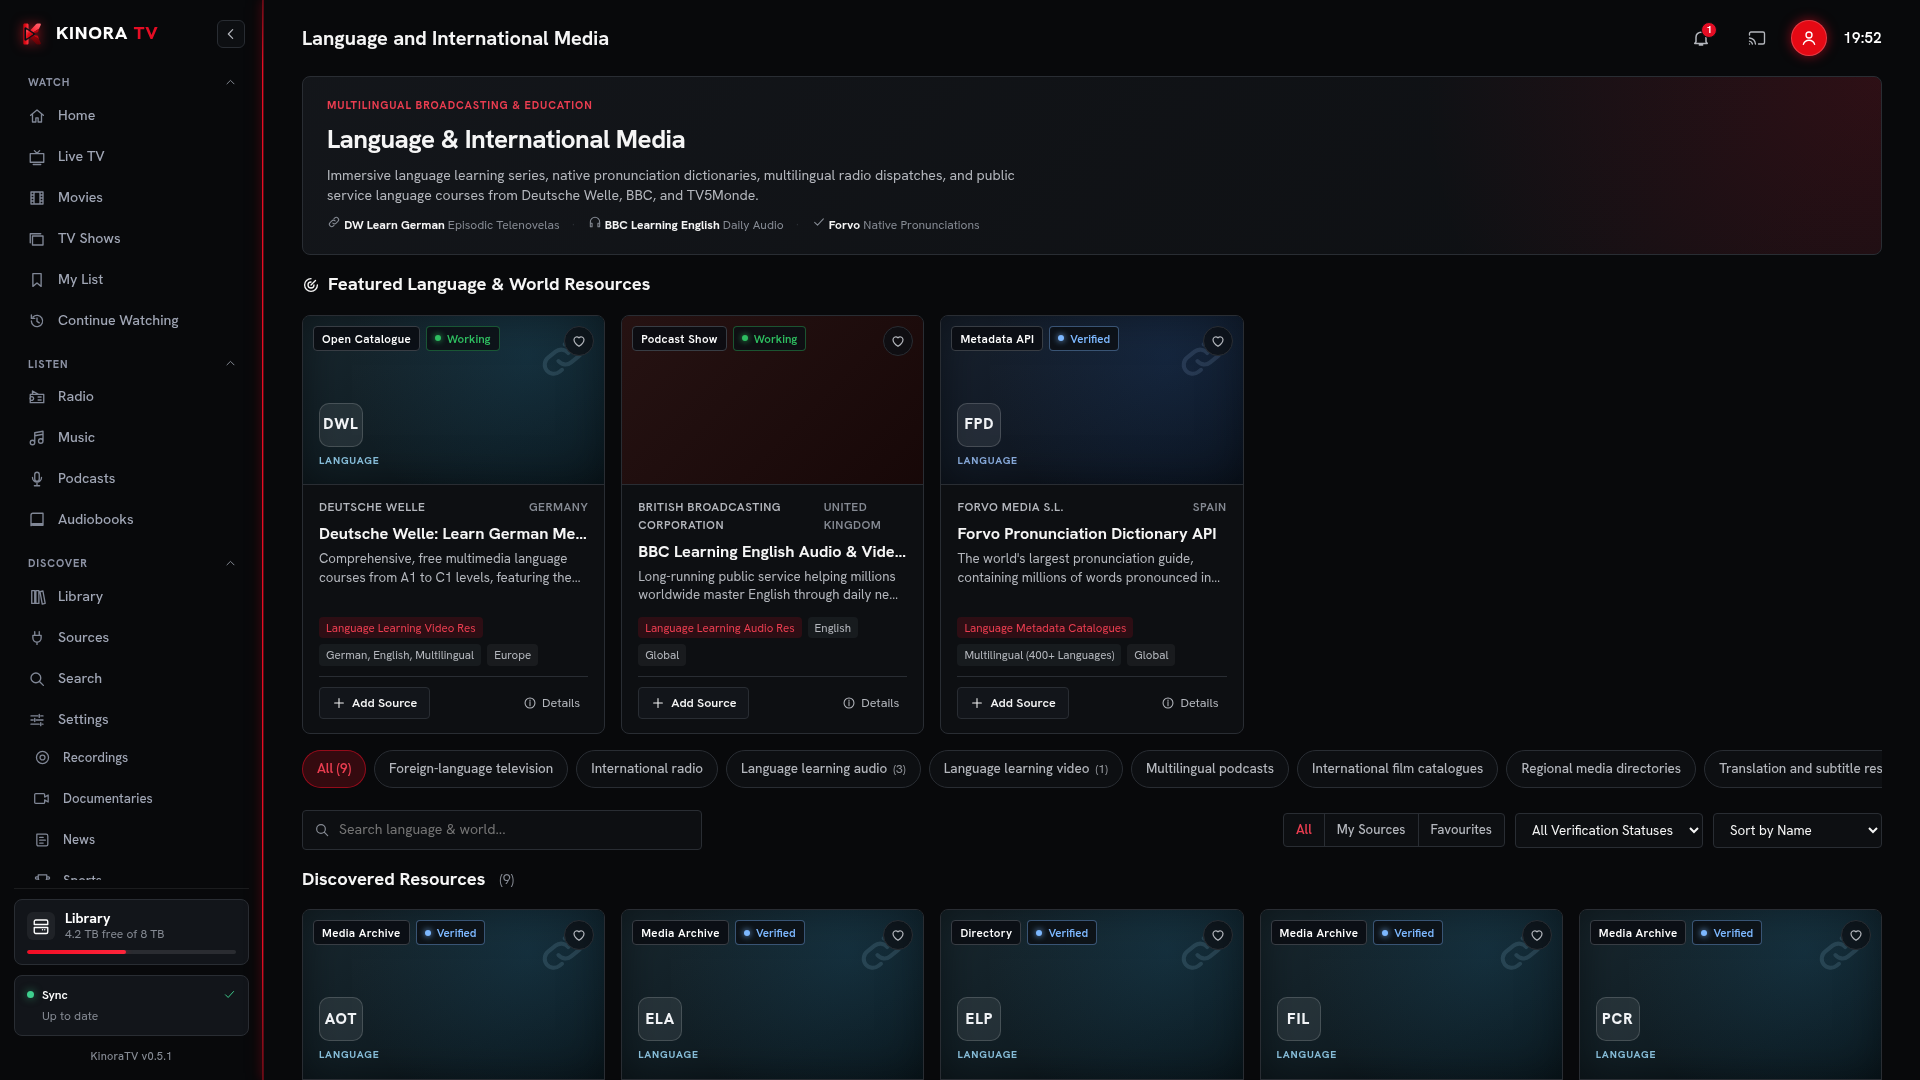 KINORA TV
WATCH
Home
Live TV
Movies
TV Shows
My List
Continue Watching
LISTEN
Radio
Music
Podcasts
Audiobooks
DISCOVER
Library
Sources
Search
Settings
Recordings
Documentaries
News
Sports
Library
4.2 TB free of 8 TB
Sync
Up to date
KinoraTV v0.5.1
Language and International Media
1
19:52
MULTILINGUAL BROADCASTING & EDUCATION
Language & International Media
Immersive language learning series, native pronunciation dictionaries, multilingual radio dispatches, and public
service language courses from Deutsche Welle, BBC, and TV5Monde.
DW Learn German Episodic Telenovelas · BBC Learning English Daily Audio · Forvo Native Pronunciations
Featured Language & World Resources
Open Catalogue Working
DWL
LANGUAGE
DEUTSCHE WELLE GERMANY
Deutsche Welle: Learn German Me...
Comprehensive, free multimedia language
courses from A1 to C1 levels, featuring the...
Language Learning Video Res
German, English, Multilingual Europe
Add Source Details
Podcast Show Working
BRITISH BROADCASTING CORPORATION UNITED KINGDOM
BBC Learning English Audio & Vide...
Long-running public service helping millions
worldwide master English through daily ne...
Language Learning Audio Res English
Global
Add Source Details
Metadata API Verified
FPD
LANGUAGE
FORVO MEDIA S.L. SPAIN
Forvo Pronunciation Dictionary API
The world's largest pronunciation guide,
containing millions of words pronounced in...
Language Metadata Catalogues
Multilingual (400+ Languages) Global
Add Source Details
All (9) Foreign-language television International radio Language learning audio (3) Language learning video (1) Multilingual podcasts International film catalogues Regional media directories Translation and subtitle res
Search language & world...
All My Sources Favourites All Verification Statuses Sort by Name
Discovered Resources (9)
Media Archive Verified
AOT
LANGUAGE
Media Archive Verified
ELA
LANGUAGE
Directory Verified
ELP
LANGUAGE
Media Archive Verified
FIL
LANGUAGE
Media Archive Verified
PCR
LANGUAGE